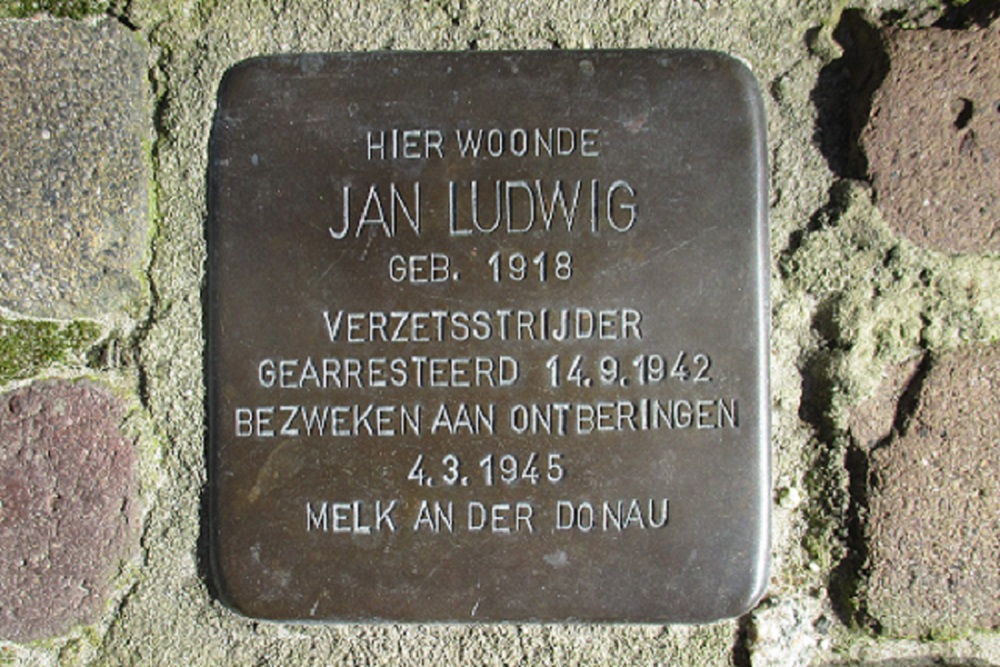 HIER WOONDE
JAN LUDWIG
GEB. 1918
VERZETSSTRIJDER
GEARRESTEERD 14.9.1942
BEZWEKEN AAN ONTBERINGEN
4.3.1945
MELK AN DER DONAU